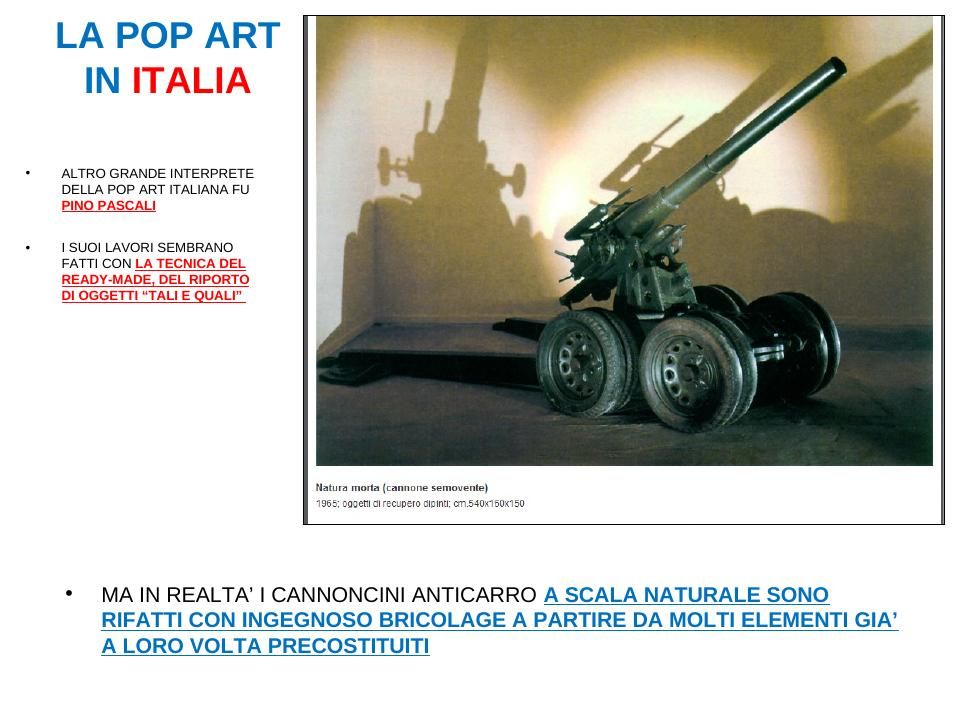 LA POP ART
IN ITALIA
• ALTRO GRANDE INTERPRETE
DELLA POP ART ITALIANA FU
PINO PASCALI
• I SUOI LAVORI SEMBRANO
FATTI CON LA TECNICA DEL
READY-MADE, DEL RIPORTO
DI OGGETTI “TALI E QUALI”
Natura morta (cannone semovente)
1965; oggetti di recupero dipinti; cm.540x160x150
• MA IN REALTA’ I CANNONCINI ANTICARRO A SCALA NATURALE SONO
RIFATTI CON INGEGNOSO BRICOLAGE A PARTIRE DA MOLTI ELEMENTI GIA’
A LORO VOLTA PRECOSTITUITI